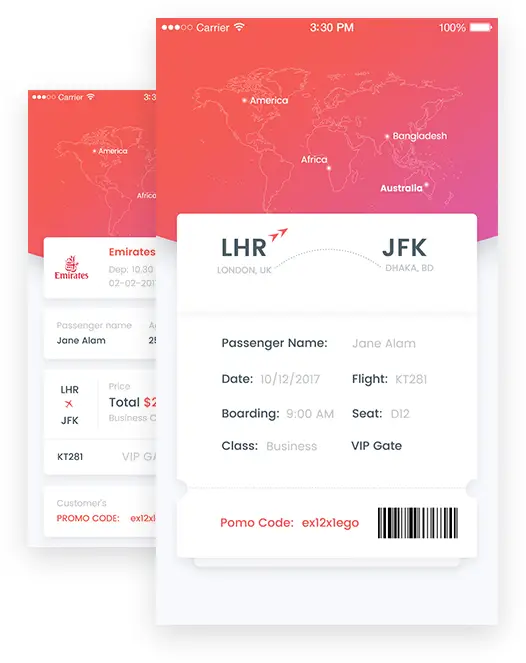 Carrier
3:3
America
Africa
Emirates
Emirates
Dep: 10.30
02-02-201
Passenger name
Jane Alam
25
LHR
JFK
Price
Total $2
Business C
KT281
VIP GA
Customer's
PROMO CODE: ex12x1
Carrier
3:30 PM
100%
America
Bangladesh
Africa
Australia
LHR
JFK
LONDON, UK
DHAKA, BD
Passenger Name: Jane Alam
Date: 10/12/2017 Flight: KT281
Boarding: 9:00 AM Seat: D12
Class: Business VIP Gate
Pomo Code: ex12x1ego